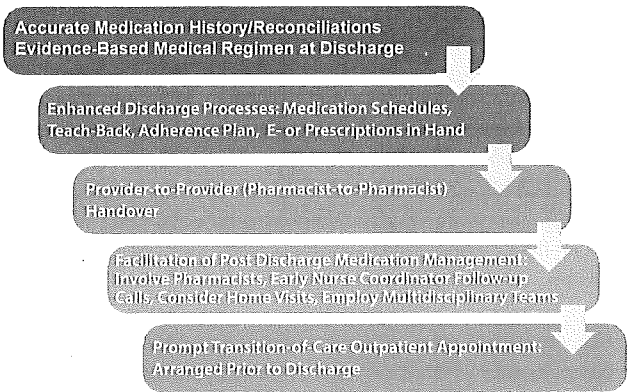 Accurate Medication History/Reconciliations
Evidence-Based Medical Regimen at Discharge
Enhanced Discharge Processes: Medication Schedules,
Teach-Back, Adherence Plan, E- or Prescriptions in Hand
Provider-to-Provider (Pharmacist-to-Pharmacist)
Handover
Facilitation of Post Discharge Medication Management:
Involve Pharmacists, Early Nurse Coordinator Follow-up
Calls, Consider Home Visits, Employ Multidisciplinary Teams
Prompt Transition-of-Care Outpatient Appointment:
Arranged Prior to Discharge